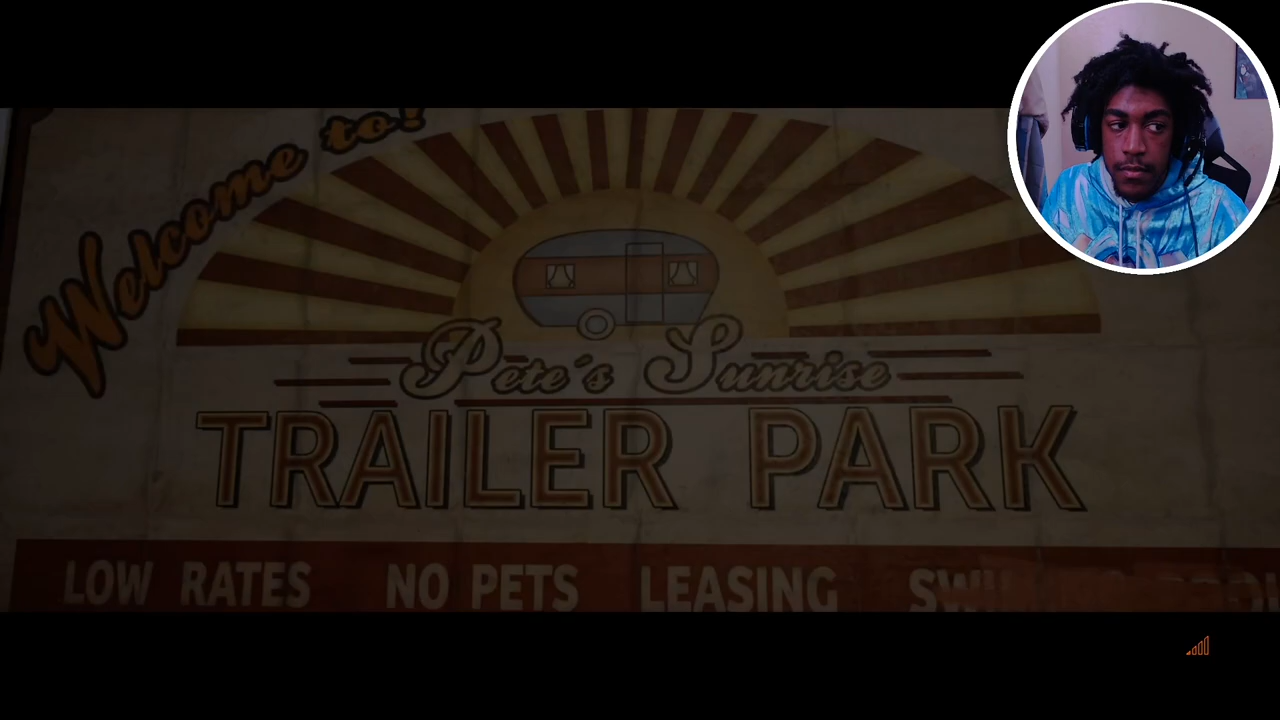 Welcome to!
Pete's Sunrise
TRAILER PARK
LOW RATES NO PETS LEASING